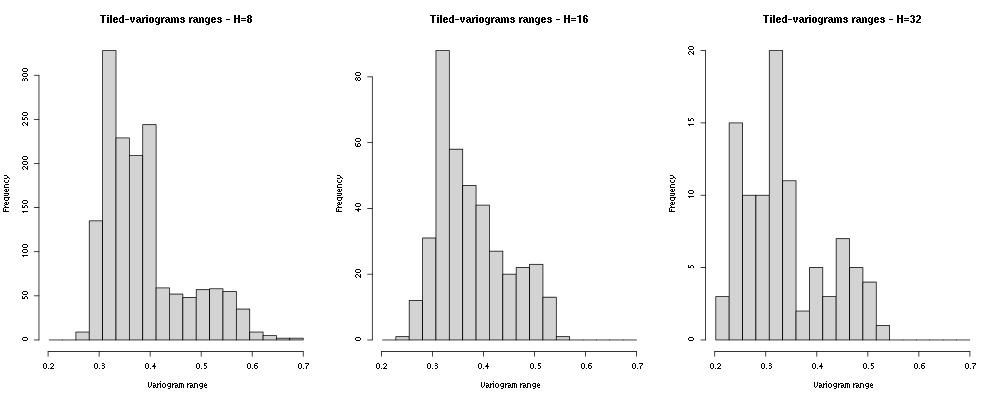 Tiled-variograms ranges - H=8
Frequency
0
50
100
150
200
250
300
0.2 0.3 0.4 0.5 0.6 0.7
Variogram range
Tiled-variograms ranges - H=16
Frequency
0
20
40
60
80
0.2 0.3 0.4 0.5 0.6 0.7
Variogram range
Tiled-variograms ranges - H=32
Frequency
0
5
10
15
20
0.2 0.3 0.4 0.5 0.6 0.7
Variogram range